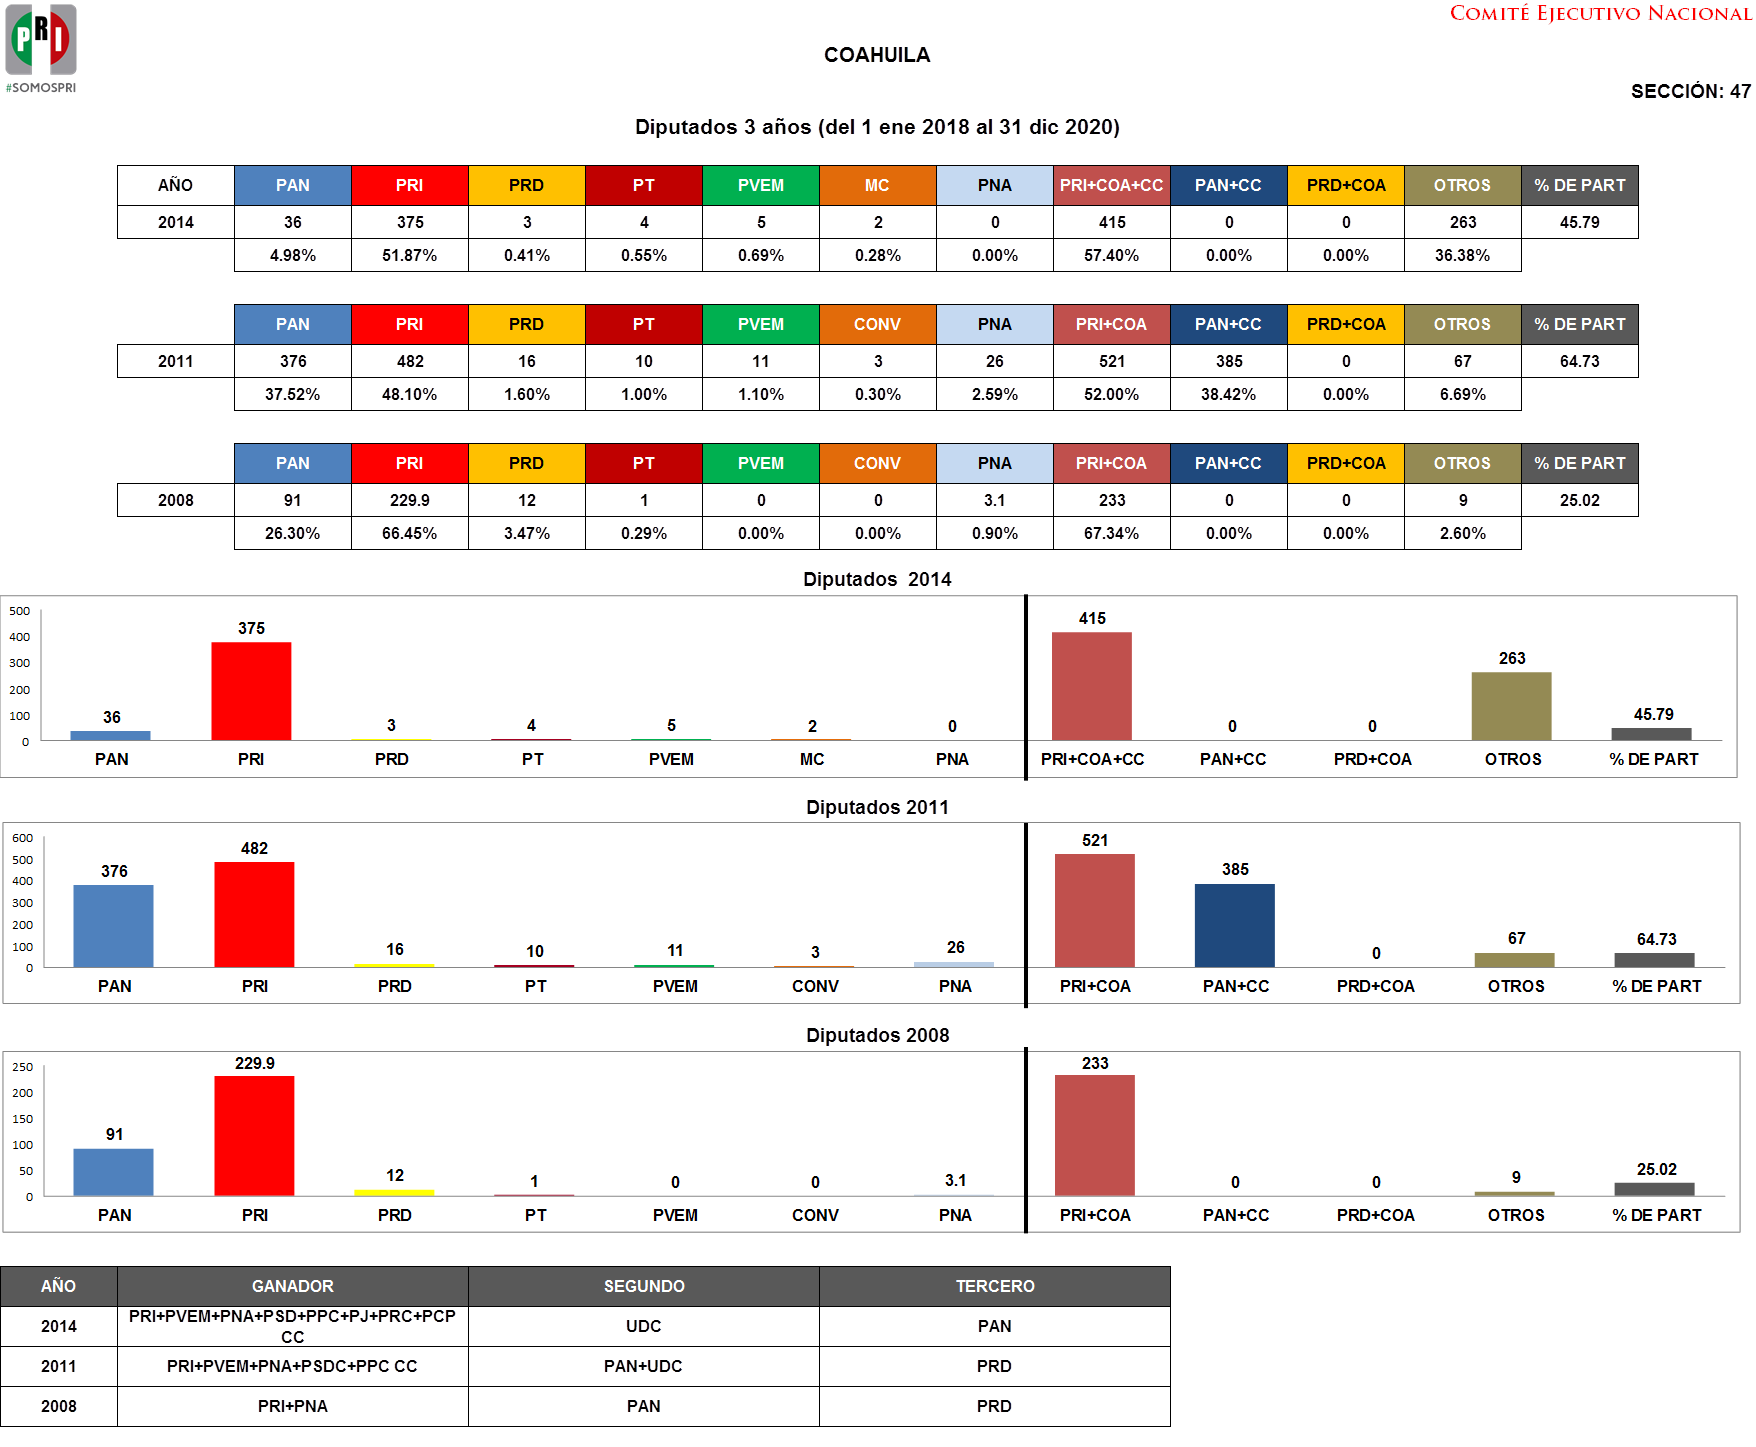 PRI
#SOMOSPRI
COMITÉ EJECUTIVO NACIONAL
COAHUILA
SECCIÓN: 47
Diputados 3 años (del 1 ene 2018 al 31 dic 2020)
AÑO PAN PRI PRD PT PVEM MC PNA PRI+COA+CC PAN+CC PRD+COA OTROS % DE PART
2014 36 375 3 4 5 2 0 415 0 0 263 45.79
4.98% 51.87% 0.41% 0.55% 0.69% 0.28% 0.00% 57.40% 0.00% 0.00% 36.38%
PAN PRI PRD PT PVEM CONV PNA PRI+COA PAN+CC PRD+COA OTROS % DE PART
2011 376 482 16 10 11 3 26 521 385 0 67 64.73
37.52% 48.10% 1.60% 1.00% 1.10% 0.30% 2.59% 52.00% 38.42% 0.00% 6.69%
PAN PRI PRD PT PVEM CONV PNA PRI+COA PAN+CC PRD+COA OTROS % DE PART
2008 91 229.9 12 1 0 0 3.1 233 0 0 9 25.02
26.30% 66.45% 3.47% 0.29% 0.00% 0.00% 0.90% 67.34% 0.00% 0.00% 2.60%
Diputados 2014
500
400
300
200
100
0
36 375 3 4 5 2 0 415 0 0 263 45.79
PAN PRI PRD PT PVEM MC PNA PRI+COA+CC PAN+CC PRD+COA OTROS % DE PART
Diputados 2011
600
500
400
300
200
100
0
376 482 16 10 11 3 26 521 385 0 67 64.73
PAN PRI PRD PT PVEM CONV PNA PRI+COA PAN+CC PRD+COA OTROS % DE PART
Diputados 2008
250
200
150
100
50
0
91 229.9 12 1 0 0 3.1 233 0 0 9 25.02
PAN PRI PRD PT PVEM CONV PNA PRI+COA PAN+CC PRD+COA OTROS % DE PART
AÑO GANADOR SEGUNDO TERCERO
2014 PRI+PVEM+PNA+PSD+PPC+PJ+PRC+PCP CC UDC PAN
2011 PRI+PVEM+PNA+PSDC+PPC CC PAN+UDC PRD
2008 PRI+PNA PAN PRD